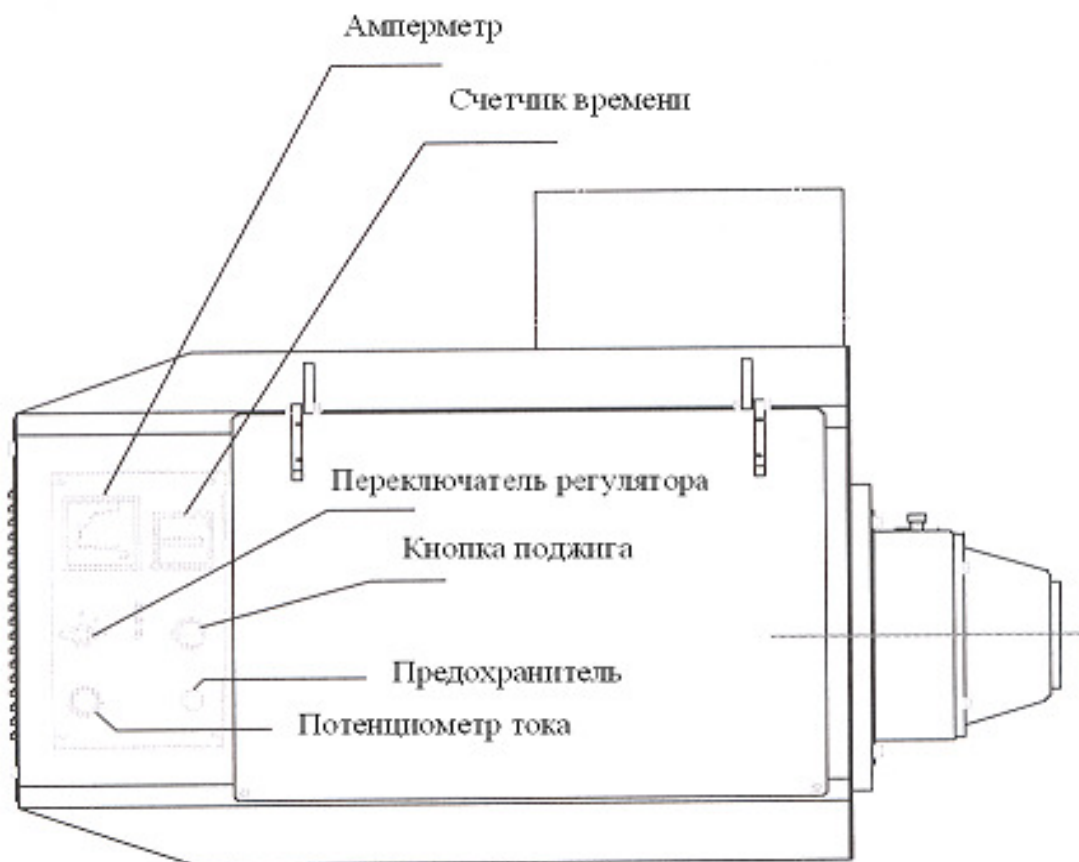 Амперметр
Счетчик времени
Переключатель регулятора
Кнопка поджига
Предохранитель
Потенциометр тока